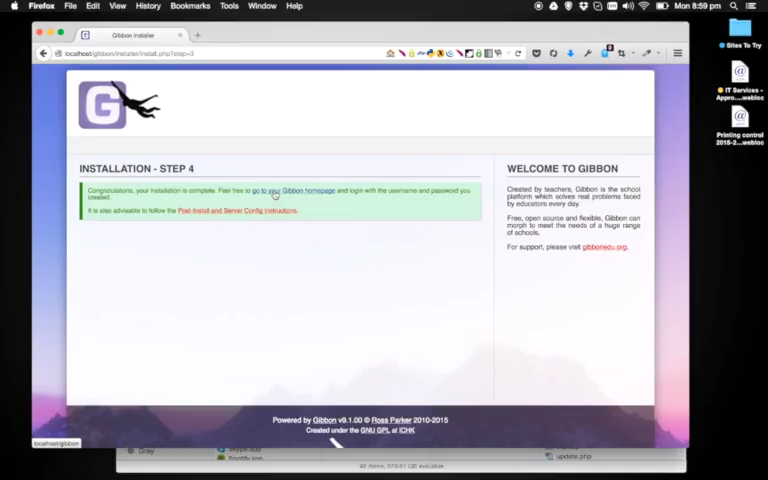 Firefox File Edit View History Bookmarks Tools Window Help
Mon 8:59 pm
Gibbon Installer
localhost/gibbon/installer/install.php?step=3
Sites To Try
IT Services -
Appro....webloc
Printing control
2015-2...webloc
G
INSTALLATION - STEP 4
Congratulations, your installation is complete. Feel free to go to your Gibbon homepage and login with the username and password you
created.
It is also advisable to follow the Post-Install and Server Config instructions.
WELCOME TO GIBBON
Created by teachers, Gibbon is the school
platform which solves real problems faced
by educators every day.
Free, open source and flexible, Gibbon can
morph to meet the needs of a huge range
of schools.
For support, please visit gibbonedu.org.
Powered by Gibbon v9.1.00 © Ross Parker 2010-2015
Created under the GNU GPL at ICHK
localhost/gibbon
Gray
Skype.app
Spotify.app
update.php